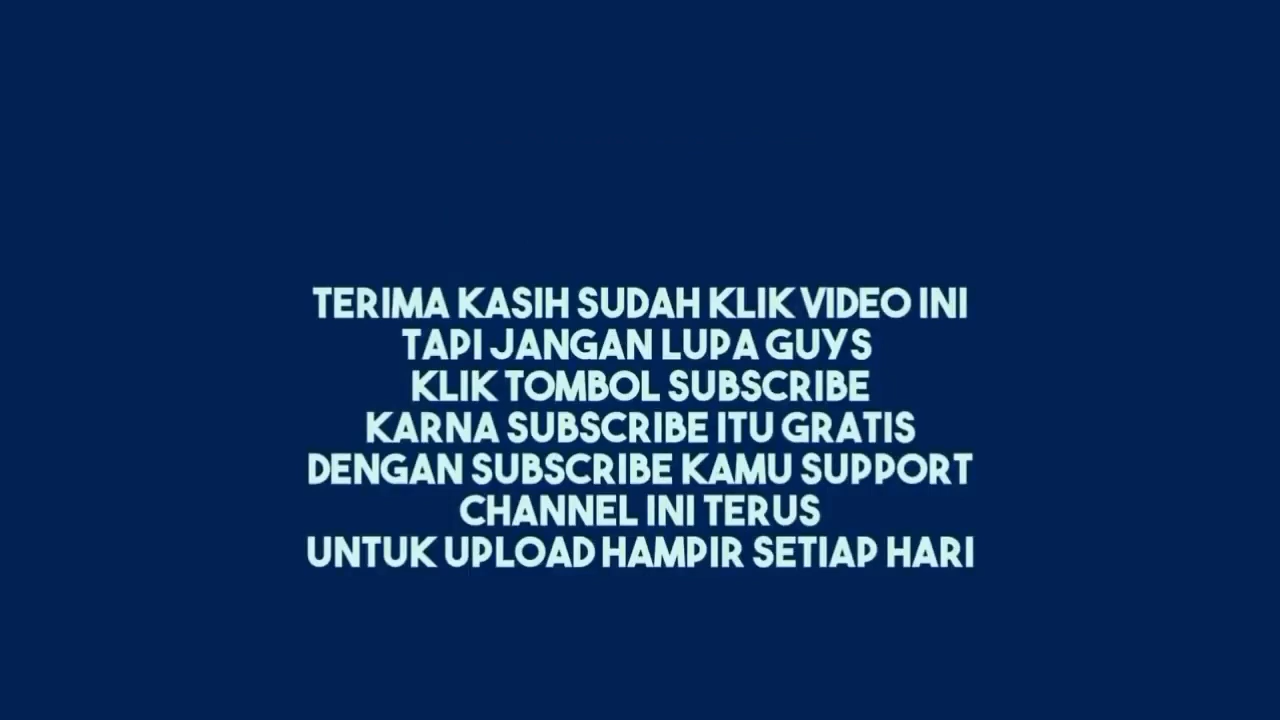 TERIMA KASIH SUDAH KLIK VIDEO INI
TAPI JANGAN LUPA GUYS
KLIK TOMBOL SUBSCRIBE
KARNA SUBSCRIBE ITU GRATIS
DENGAN SUBSCRIBE KAMU SUPPORT
CHANNEL INI TERUS
UNTUK UPLOAD HAMPIR SETIAP HARI